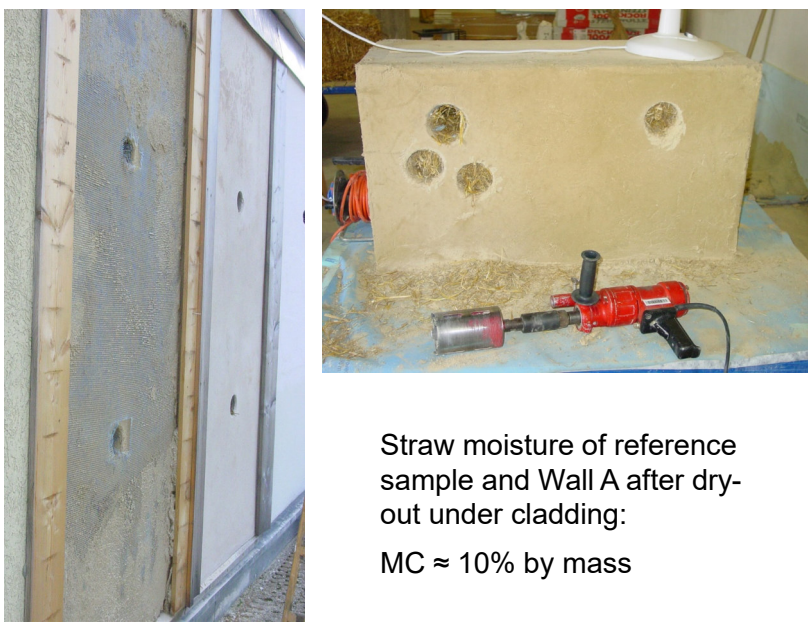 Straw moisture of reference
sample and Wall A after dry-
out under cladding:
MC ≈ 10% by mass